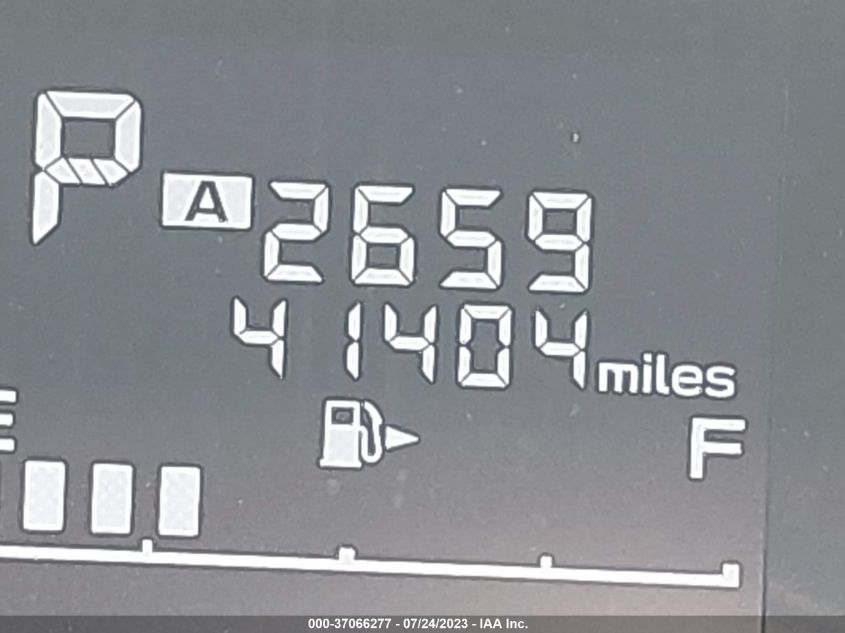 P A 2659
41404 miles
E F
000-37066277 - 07/24/2023 - IAA Inc.